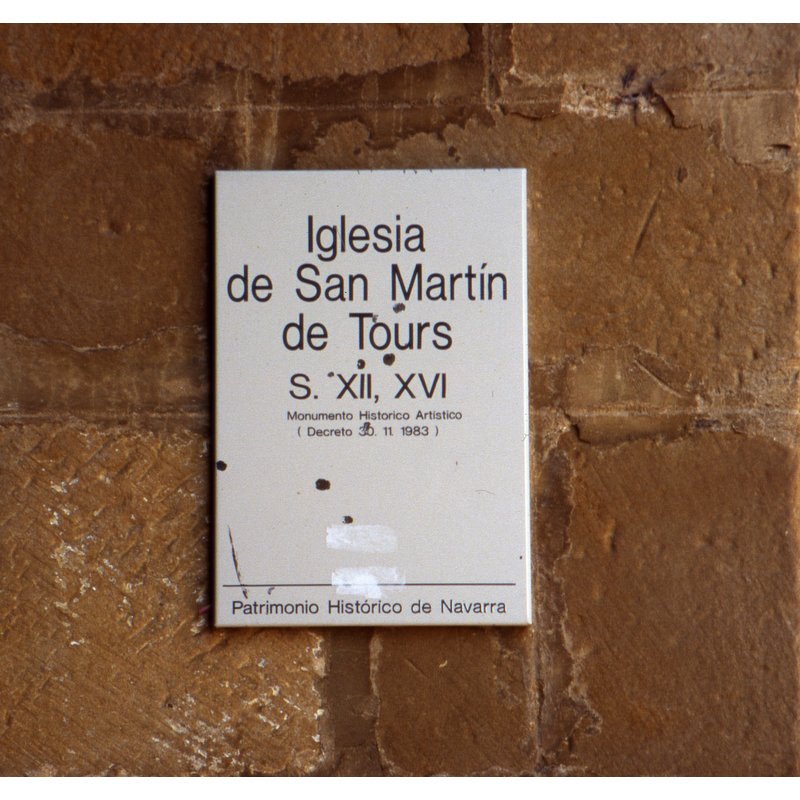 Iglesia
de San Martín
de Tours
S. XII, XVI
Monumento Historico Artístico
( Decreto 30. 11. 1983 )
Patrimonio Histórico de Navarra